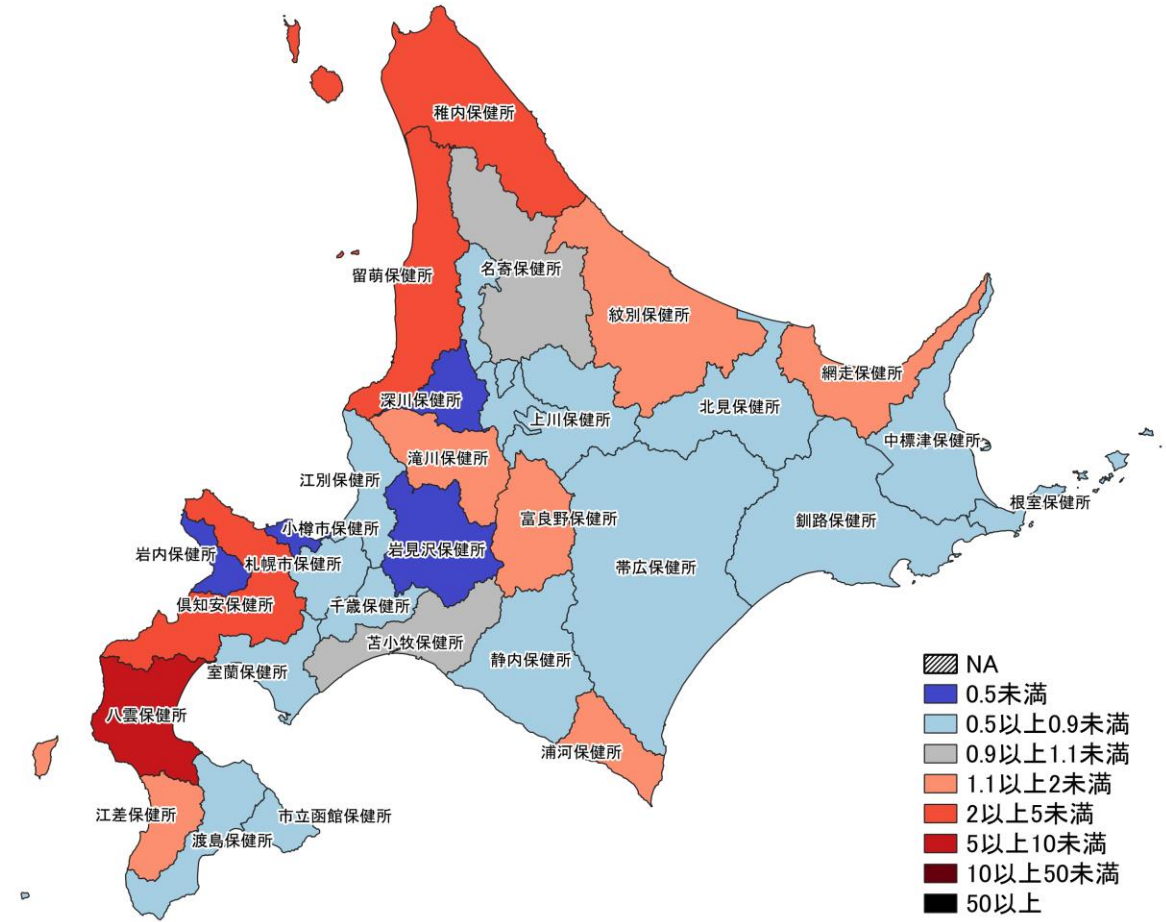 稚内保健所
名寄保健所
留萌保健所
紋別保健所
網走保健所
深川保健所
北見保健所
上川保健所
中標津保健所
滝川保健所
江別保健所
根室保健所
富良野保健所
釧路保健所
小樽市保健所
岩内保健所
岩見沢保健所
札幌市保健所
帯広保健所
倶知安保健所
千歳保健所
苫小牧保健所
静内保健所
室蘭保健所
八雲保健所
浦河保健所
江差保健所
市立函館保健所
渡島保健所
NA
0.5未満
0.5以上0.9未満
0.9以上1.1未満
1.1以上2未満
2以上5未満
5以上10未満
10以上50未満
50以上